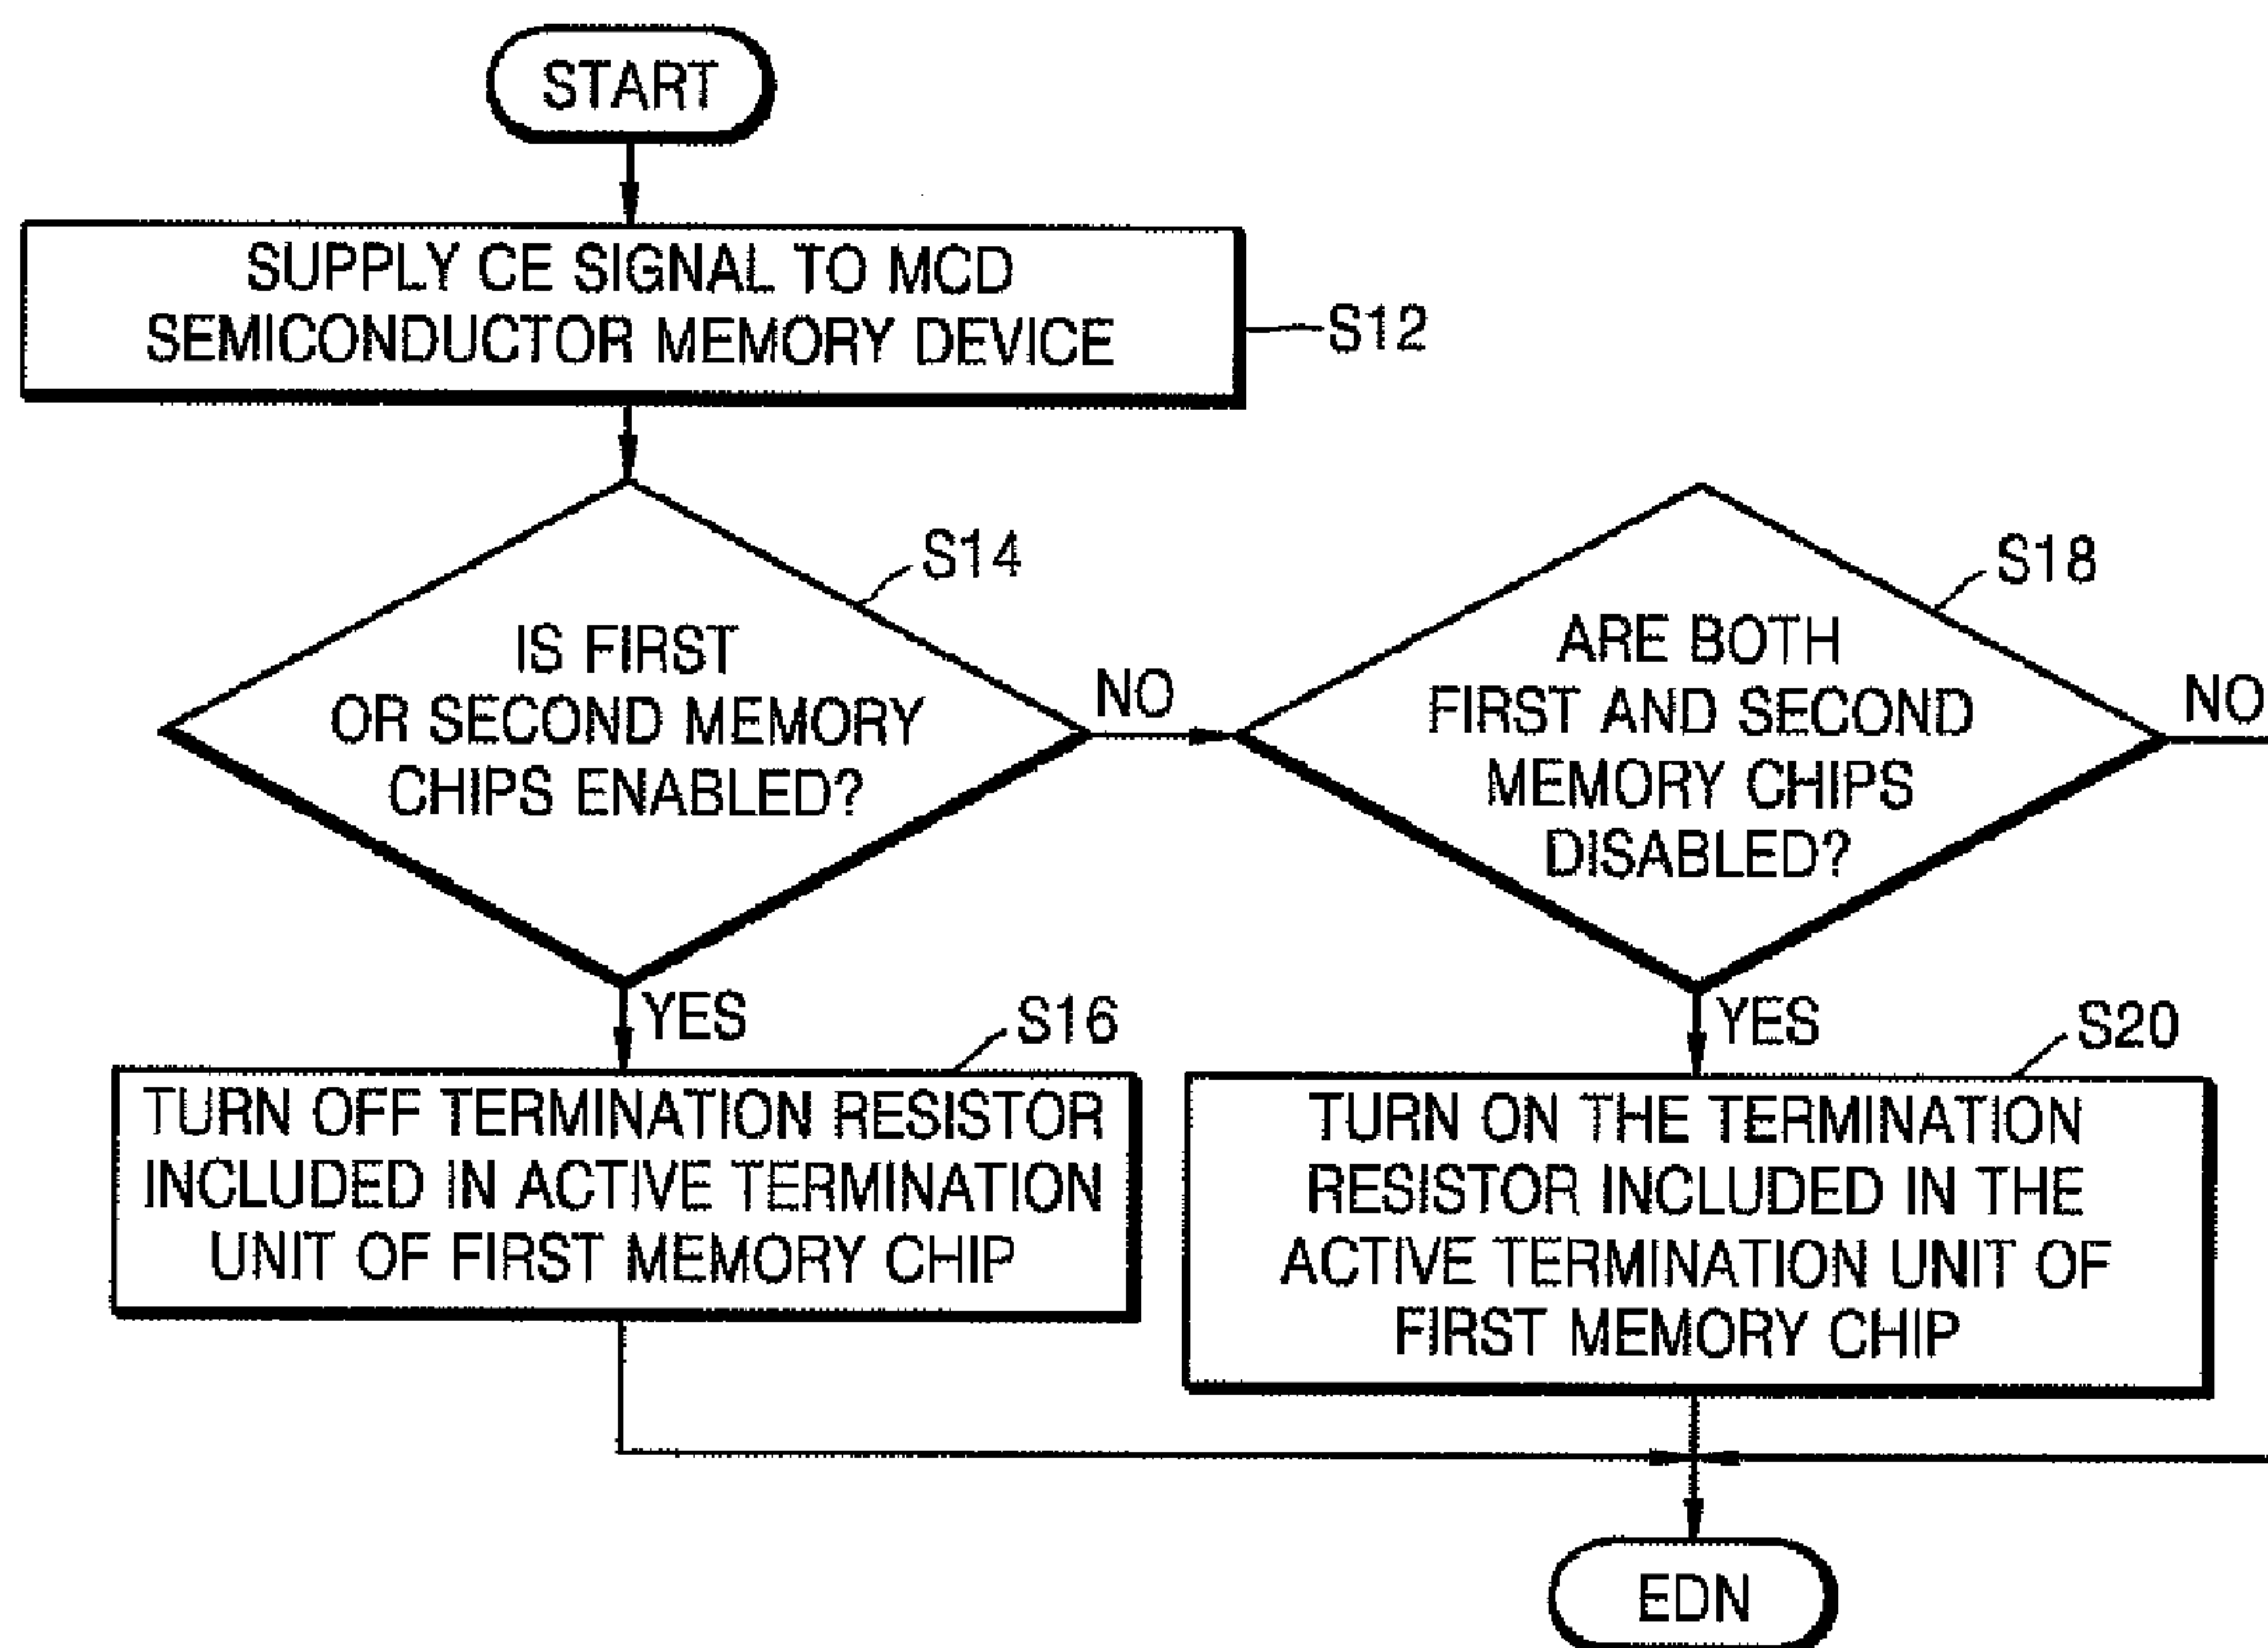 START
SUPPLY CE SIGNAL TO MCD
SEMICONDUCTOR MEMORY DEVICE
S12
S14
IS FIRST
OR SECOND MEMORY
CHIPS ENABLED?
NO
S18
ARE BOTH
FIRST AND SECOND
MEMORY CHIPS
DISABLED?
NO
YES
S16
TURN OFF TERMINATION RESISTOR
INCLUDED IN ACTIVE TERMINATION
UNIT OF FIRST MEMORY CHIP
YES
S20
TURN ON THE TERMINATION
RESISTOR INCLUDED IN THE
ACTIVE TERMINATION UNIT OF
FIRST MEMORY CHIP
EDN